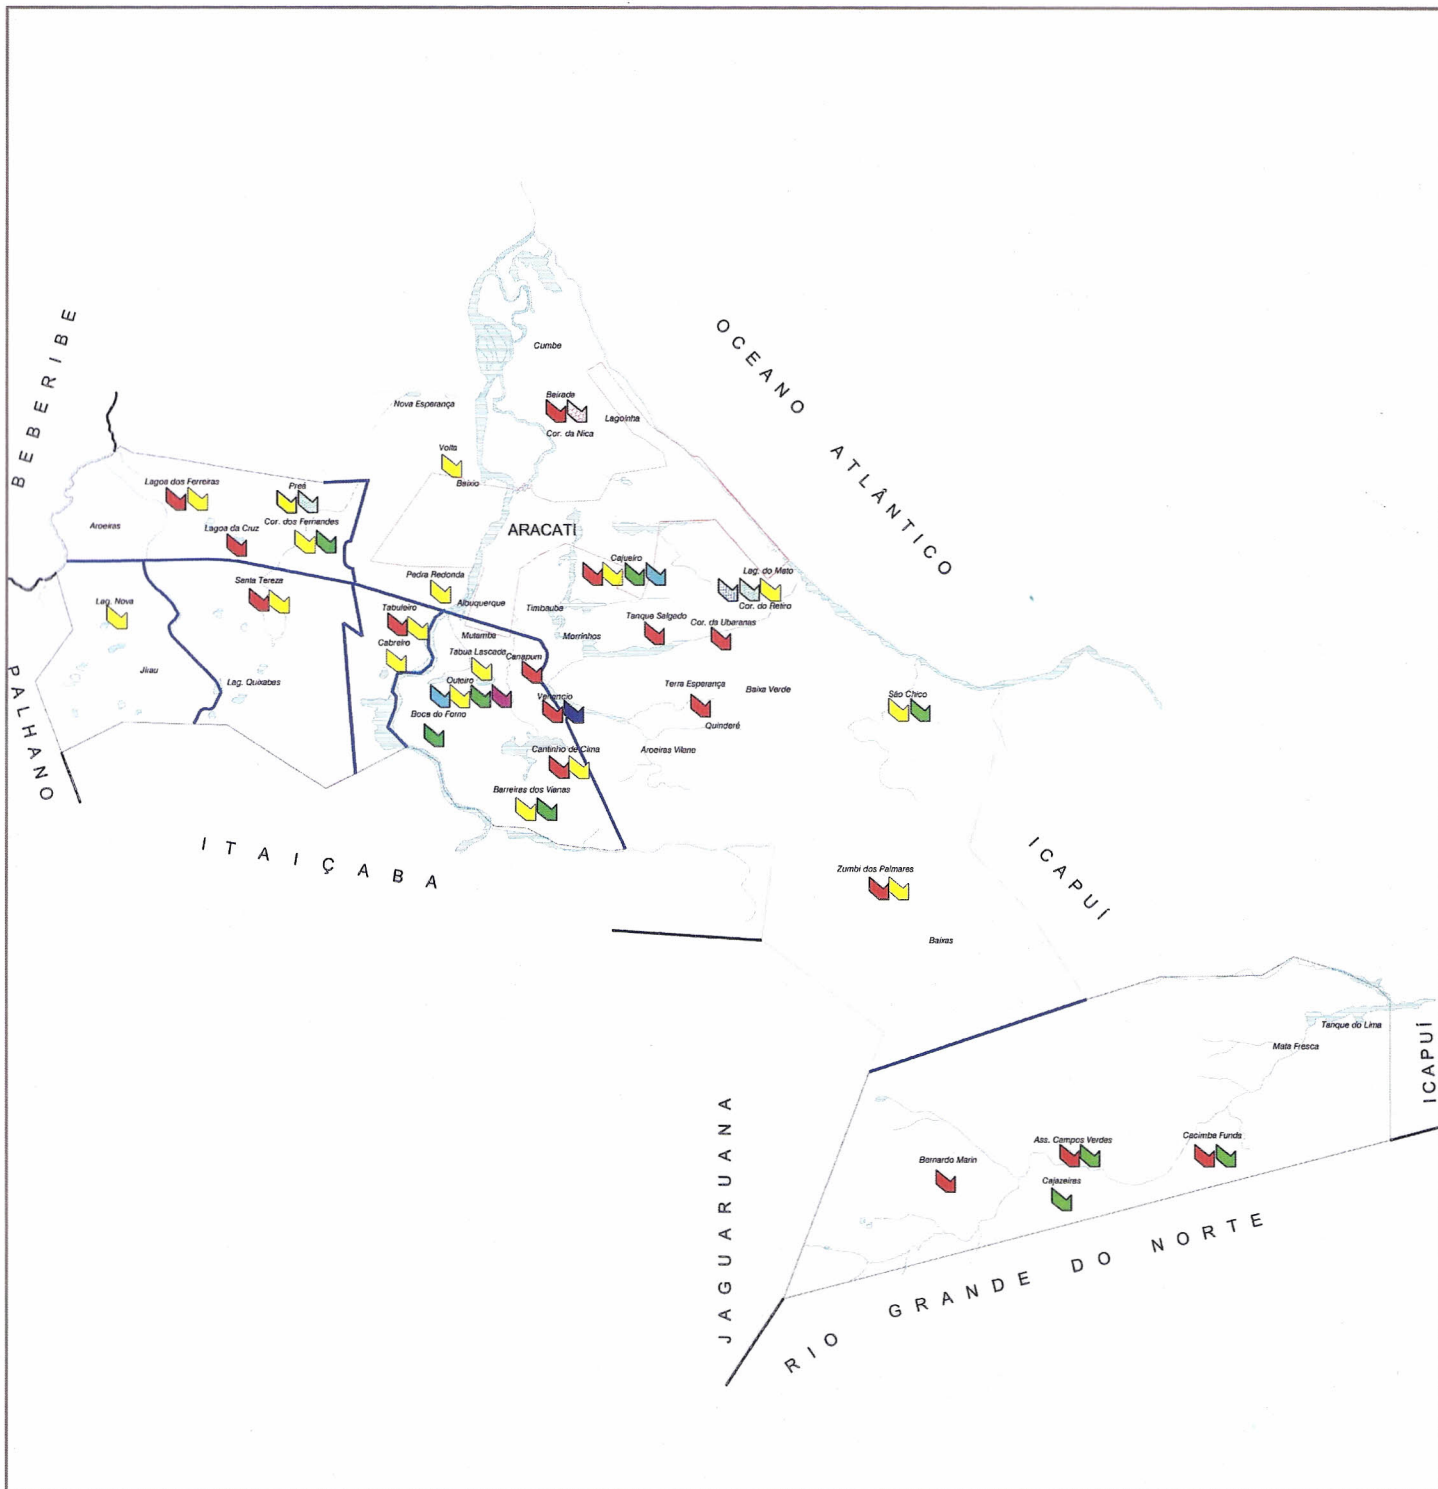 BEBERIBE
OCEANO ATLÂNTICO
Cumbe
Nova Esperança
Beirada
Lagoinha
Cor. da Nica
Volta
Baixio
Lagoa dos Ferreiras
Preá
Aroeiras
Lagoa da Cruz
Cor. dos Fernandes
ARACATI
Cajueiro
Lag. do Mato
Cor. do Retiro
Santa Tereza
Pedra Redonda
Albuquerque
Lag. Nova
Tabuleiro
Timbauba
Tanque Salgado
Cor. da Ubaranas
Mutamba
Morrinhos
Cabreiro
Tabua Lascada
Canapum
Jirau
Lag. Quixabas
Outeiro
Terra Esperança
Baixa Verde
São Chico
Venancio
Boca do Forno
Quinderé
Aroeiras Vilano
Cantinho de Cima
PALHANO
Barreiras dos Vianas
ITAIÇABA
ICAPUÍ
Zumbi dos Palmares
Baixas
Tanque do Lima
Mata Fresca
ICAPUÍ
JAGUARUANA
Ass. Campos Verdes
Cacimba Funda
Bernardo Marin
Cajazeiras
RIO GRANDE DO NORTE